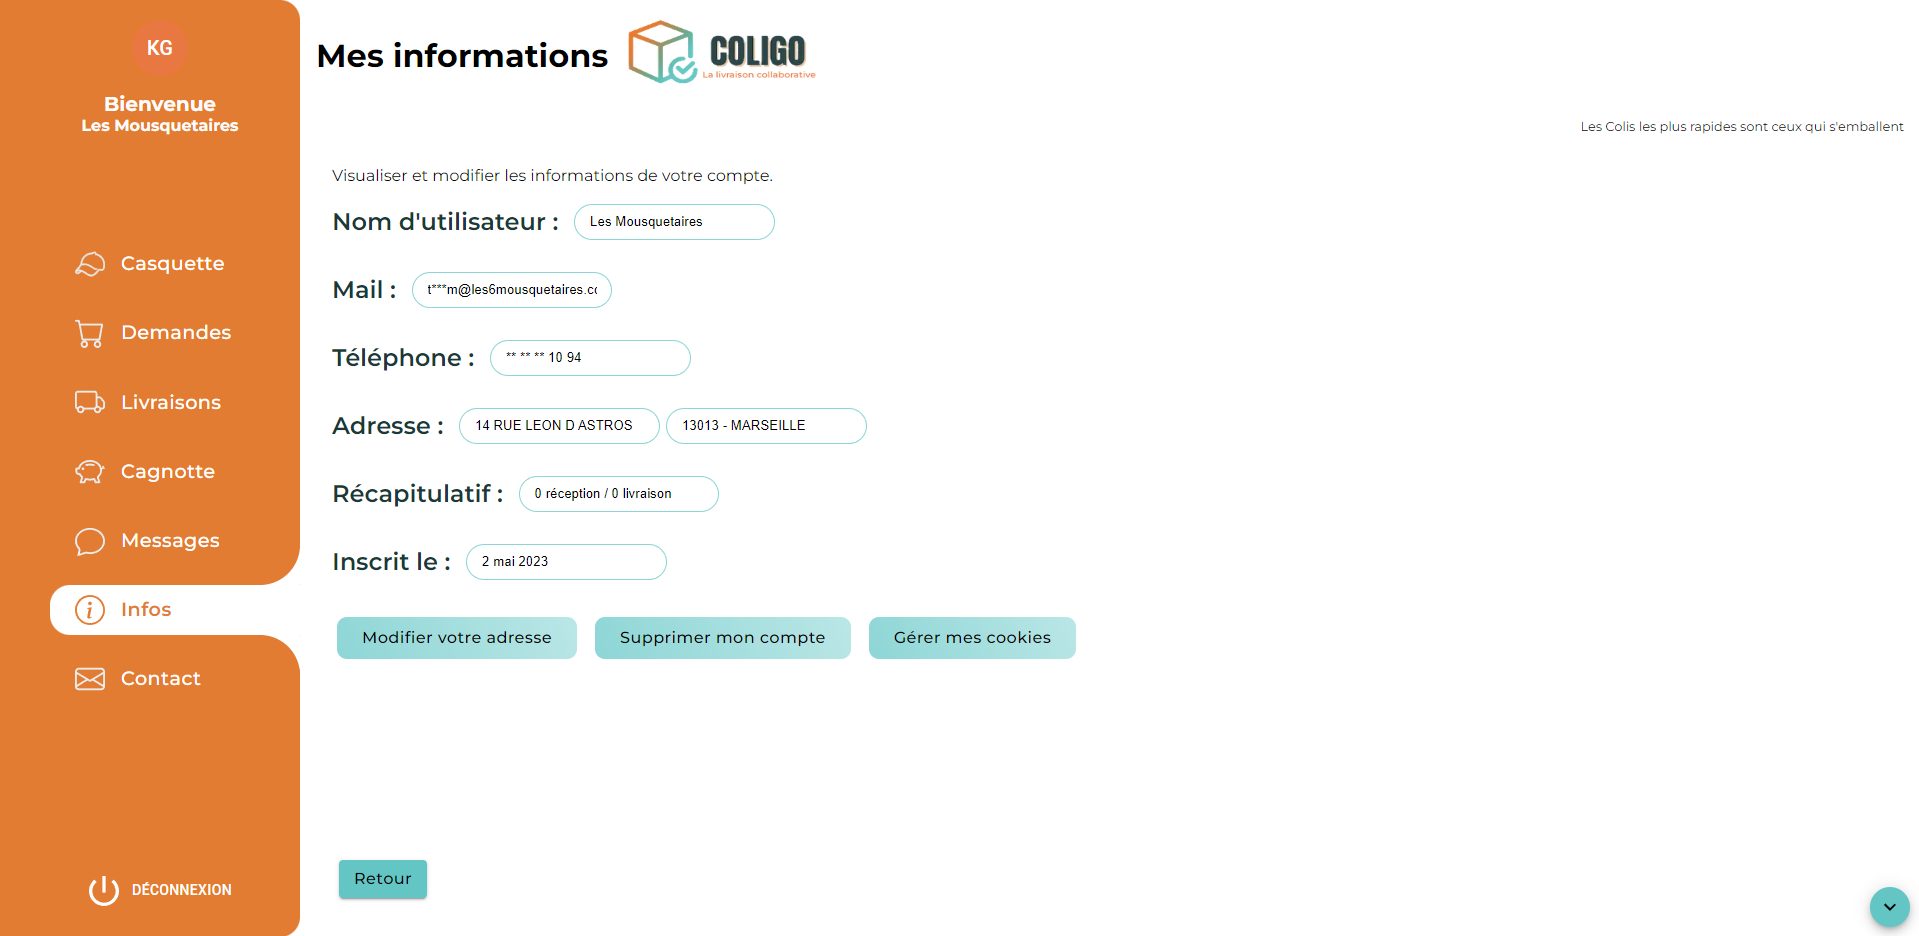 KG
Bienvenue
Les Mousquetaires
Casquette
Demandes
Livraisons
Cagnotte
Messages
Infos
Contact
DÉCONNEXION
Mes informations
COLIGO
La livraison collaborative
Les Colis les plus rapides sont ceux qui s'emballent
Visualiser et modifier les informations de votre compte.
Nom d'utilisateur : Les Mousquetaires
Mail : t***m@les6mousquetaires.cc
Téléphone : ** ** ** 10 94
Adresse : 14 RUE LEON D ASTROS 13013 - MARSEILLE
Récapitulatif : 0 réception / 0 livraison
Inscrit le : 2 mai 2023
Modifier votre adresse Supprimer mon compte Gérer mes cookies
Retour